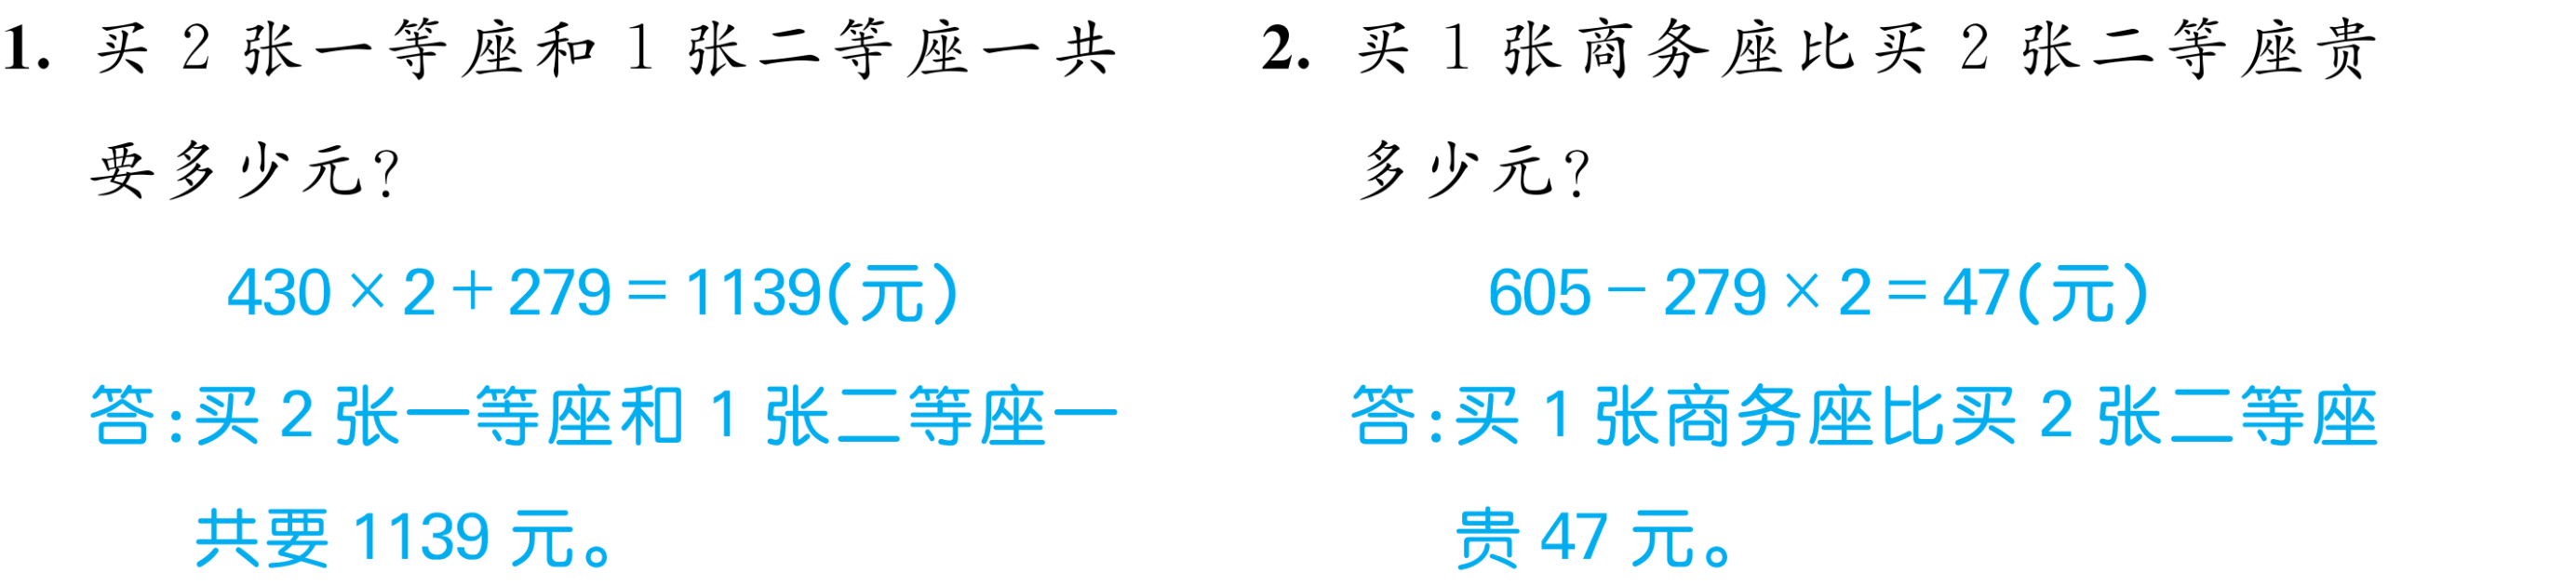 1. 买 2 张一等座和 1 张二等座一共
要多少元?
430 × 2 + 279 = 1139(元)
答:买 2 张一等座和 1 张二等座一
共要 1139 元。
2. 买 1 张商务座比买 2 张二等座贵
多少元?
605 − 279 × 2 = 47(元)
答:买 1 张商务座比买 2 张二等座
贵 47 元。